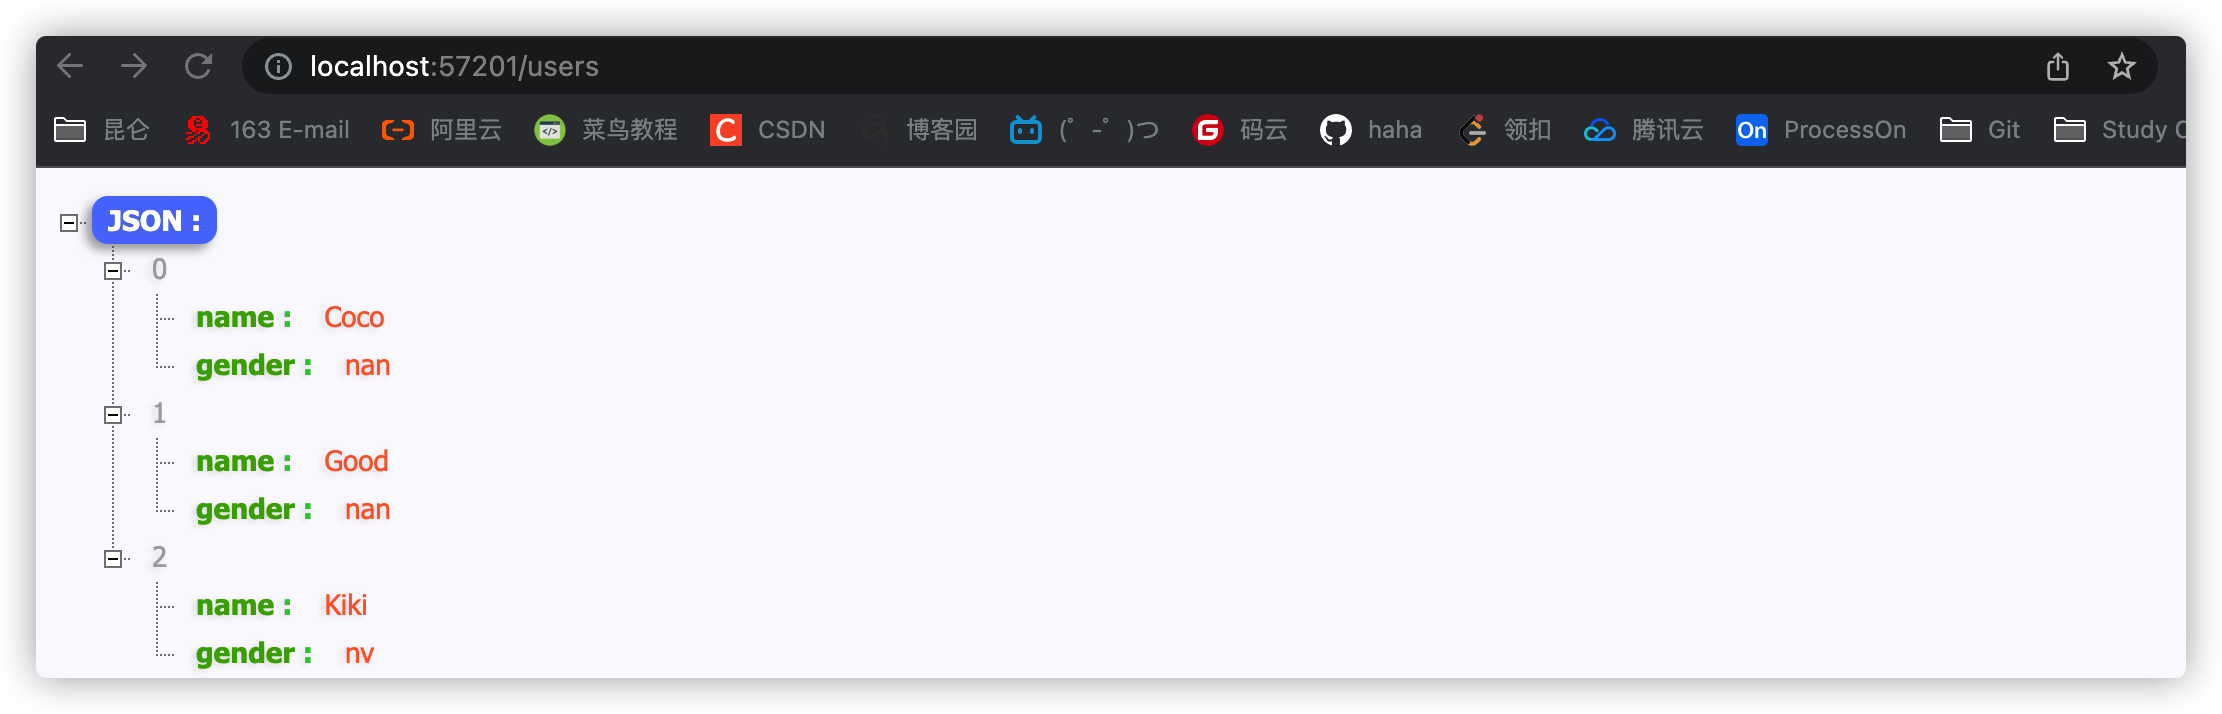 localhost:57201/users
昆仑 163 E-mail 阿里云 菜鸟教程 CSDN 博客园 (゜-゜)つ 码云 haha 领扣 腾讯云 On ProcessOn Git Study
JSON :
0
name : Coco
gender : nan
1
name : Good
gender : nan
2
name : Kiki
gender : nv